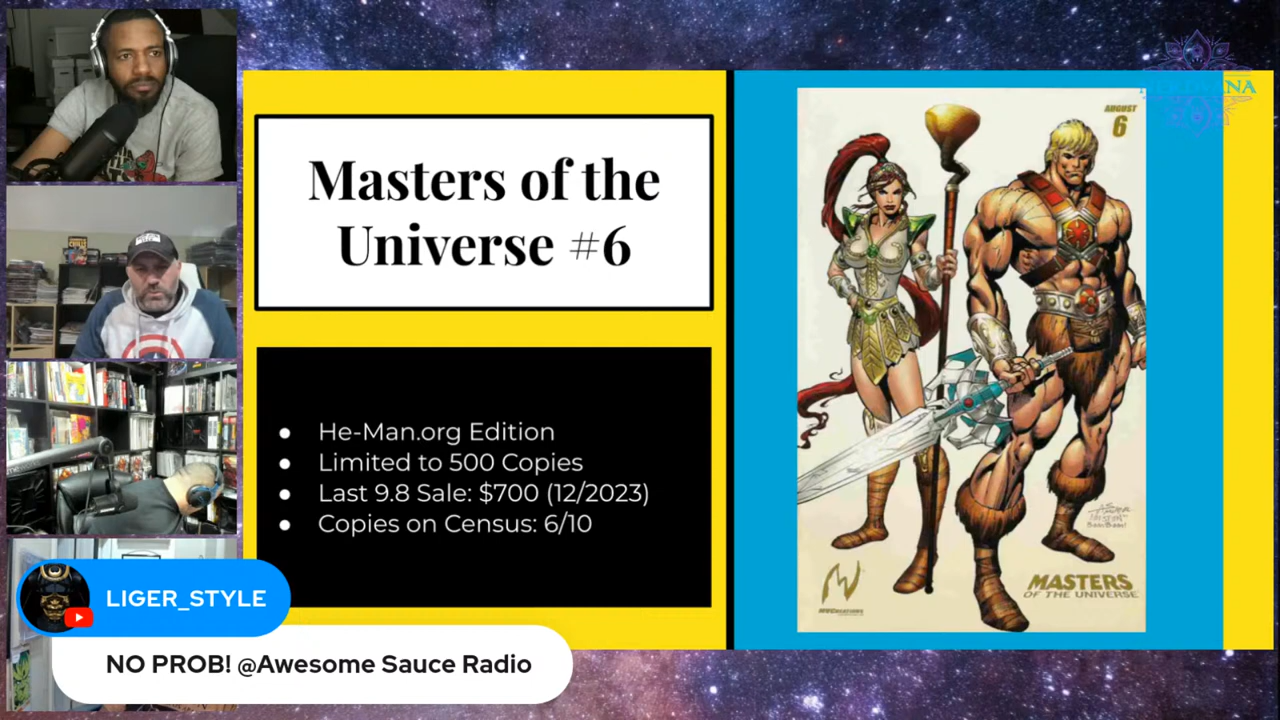 Masters of the
Universe #6
He-Man.org Edition
Limited to 500 Copies
Last 9.8 Sale: $700 (12/2023)
Copies on Census: 6/10
AUGUST
6
MASTERS
OF THE UNIVERSE
LIGER_STYLE
NO PROB! @Awesome Sauce Radio